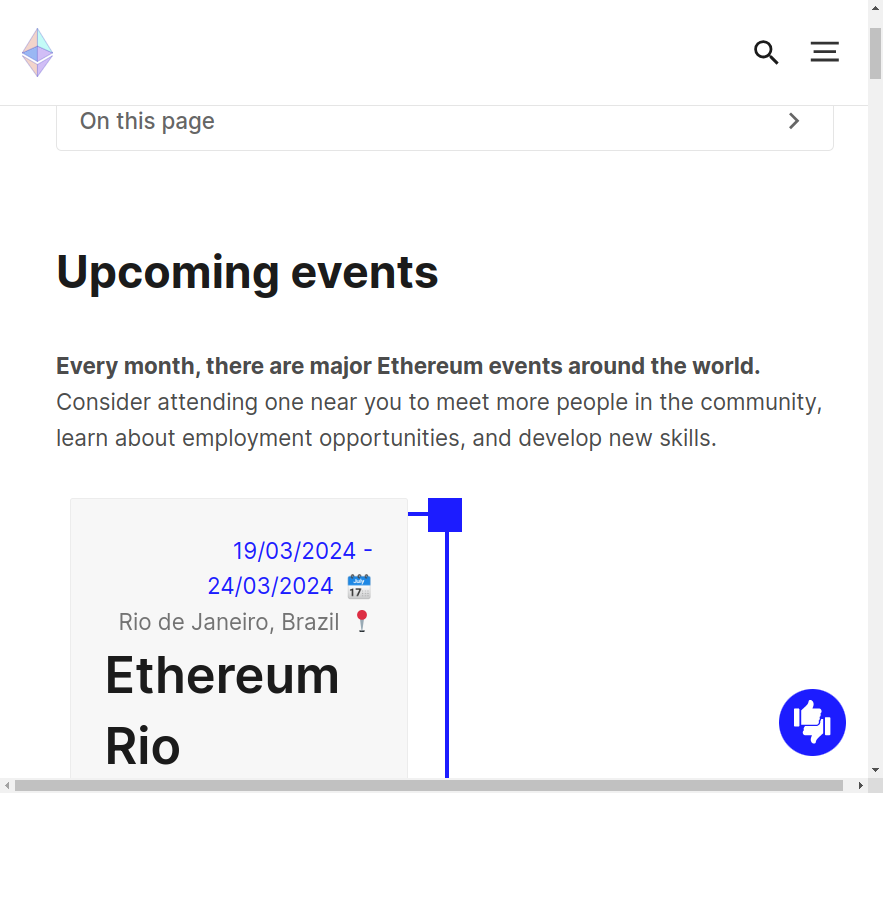 On this page
Upcoming events
Every month, there are major Ethereum events around the world.
Consider attending one near you to meet more people in the community,
learn about employment opportunities, and develop new skills.
19/03/2024 -
24/03/2024
July
17
Rio de Janeiro, Brazil
Ethereum
Rio